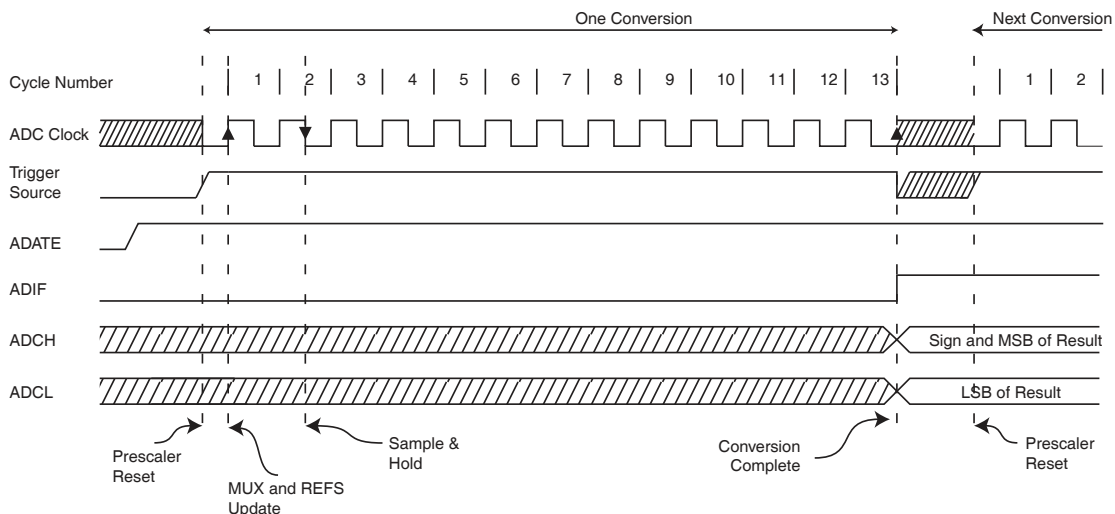 One Conversion
Next Conversion
Cycle Number
1 2 3 4 5 6 7 8 9 10 11 12 13 1 2
ADC Clock
Trigger
Source
ADATE
ADIF
ADCH
Sign and MSB of Result
ADCL
LSB of Result
Prescaler
Reset
MUX and REFS
Update
Sample &
Hold
Conversion
Complete
Prescaler
Reset